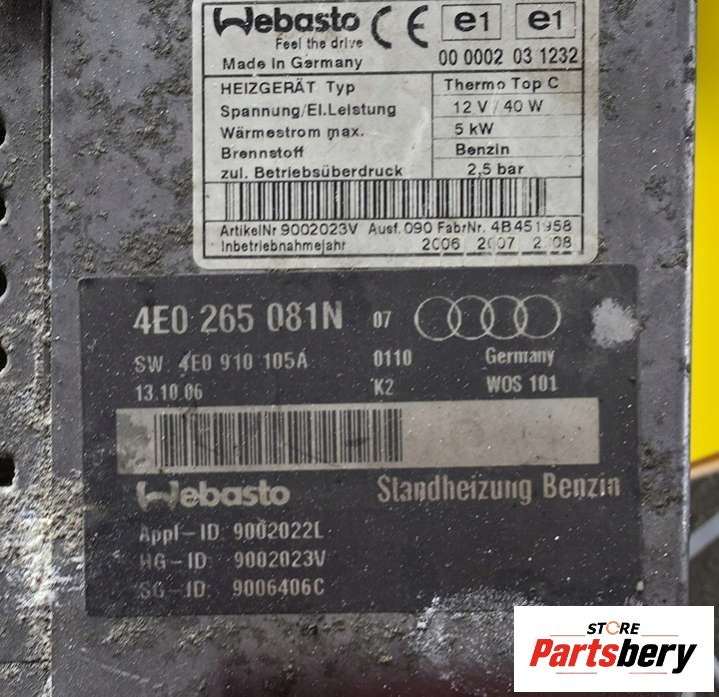 Webasto CE e1 e1
Feel the drive
Made In Germany 00 0002 03 1232
HEIZGERÄT Typ Thermo Top C
Spannung/El.Leistung 12 V / 40 W
Wärmestrom max. 5 kW
Brennstoff Benzin
zul. Betriebsüberdruck 2,5 bar
ArtikelNr 9002023V Ausf. 090 FabrNr. 4B451958
Inbetriebnahmejahr 2006 2007 2008
4E0 265 081N 07
SW 4E0 910 105A 0110 Germany
13.10.06 K2 WOS 101
Webasto Standheizung Benzin
Appl-ID 9002022L
HG-ID: 9002023V
SG-ID: 9006406C
STORE
Partsbery